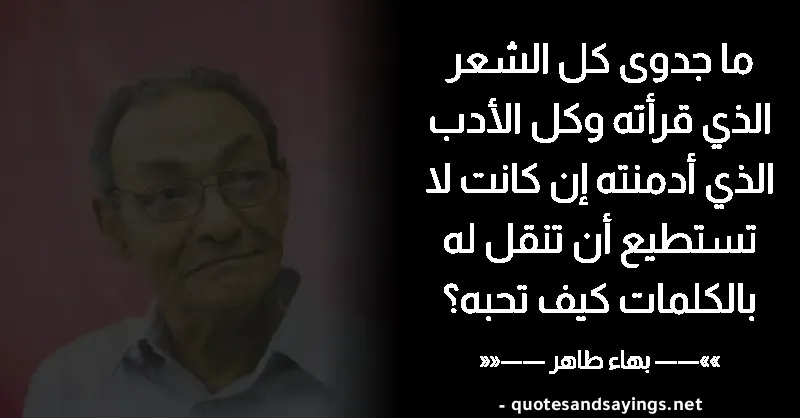 ما جدوى كل الشعر
الذي قرأته وكل الأدب
الذي أدمنته إن كانت لا
تستطيع أن تنقل له
بالكلمات كيف تحبه؟
»»—— بهاء طاهر ——««
- quotesandsayings.net